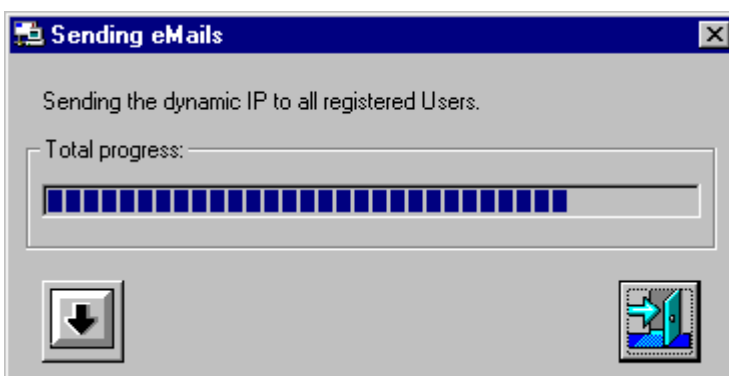 Sending eMails
Sending the dynamic IP to all registered Users.
Total progress: